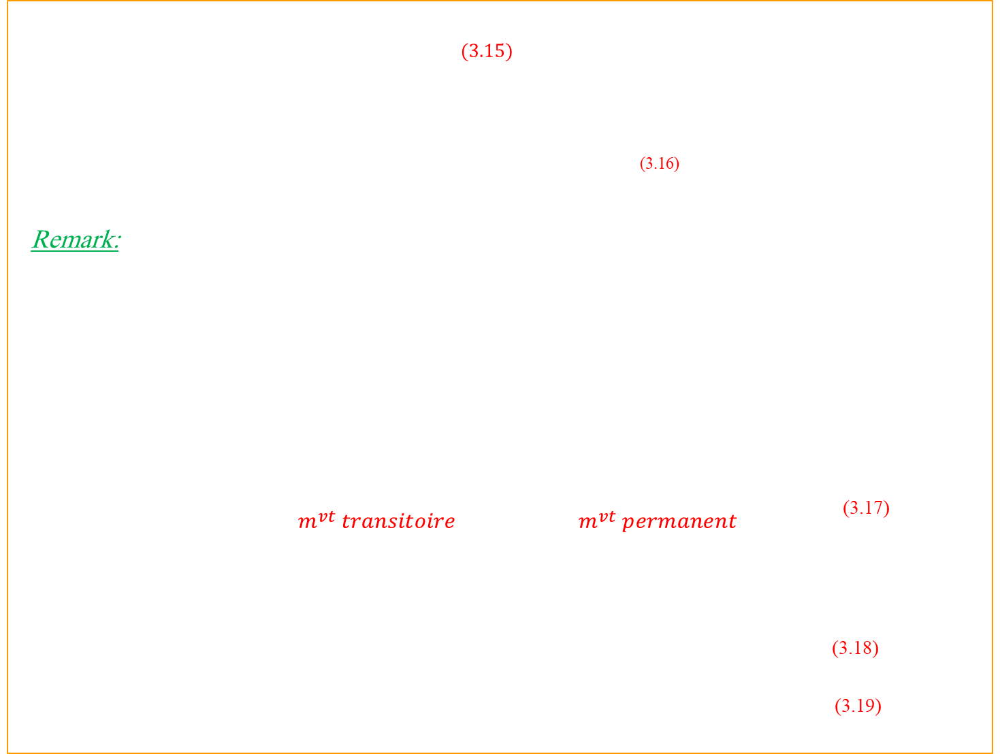 (3.15)
(3.16)
Remark:
m^{vt} transitoire m^{vt} permanent (3.17)
(3.18)
(3.19)